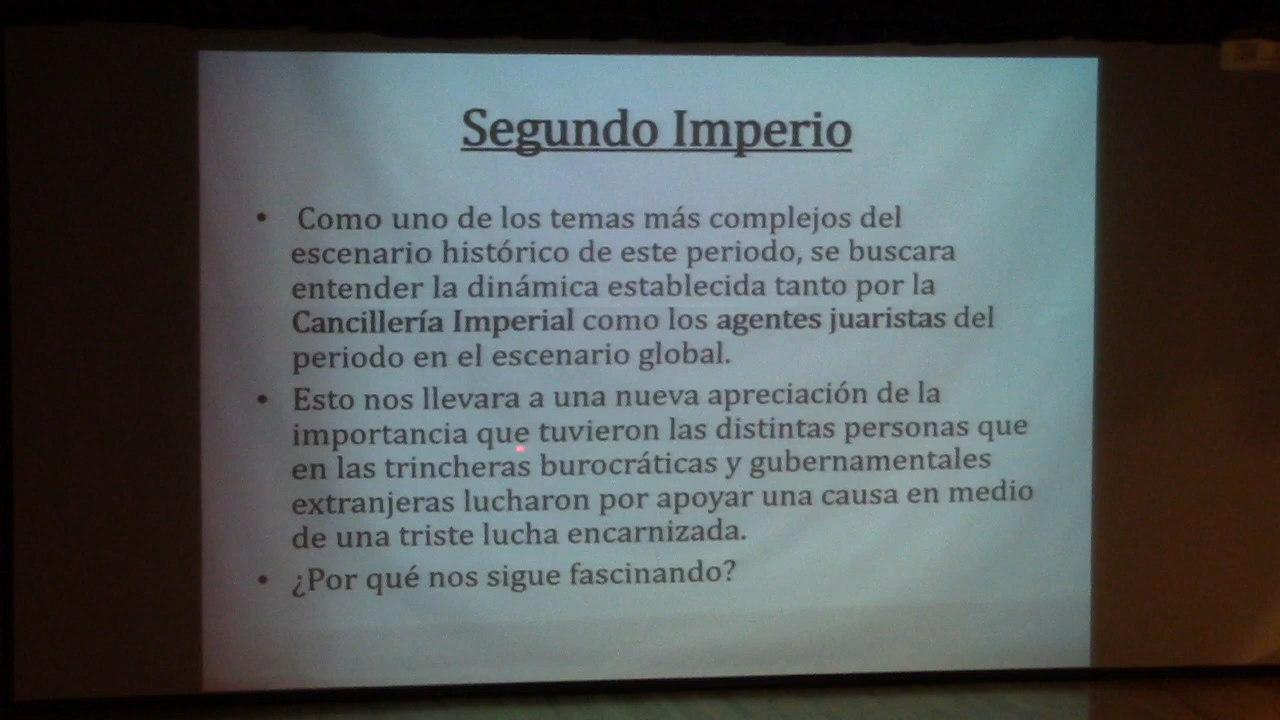 Segundo Imperio
• Como uno de los temas más complejos del
escenario histórico de este periodo, se buscara
entender la dinámica establecida tanto por la
Cancillería Imperial como los agentes juaristas del
periodo en el escenario global.
• Esto nos llevara a una nueva apreciación de la
importancia que tuvieron las distintas personas que
en las trincheras burocráticas y gubernamentales
extranjeras lucharon por apoyar una causa en medio
de una triste lucha encarnizada.
• ¿Por qué nos sigue fascinando?